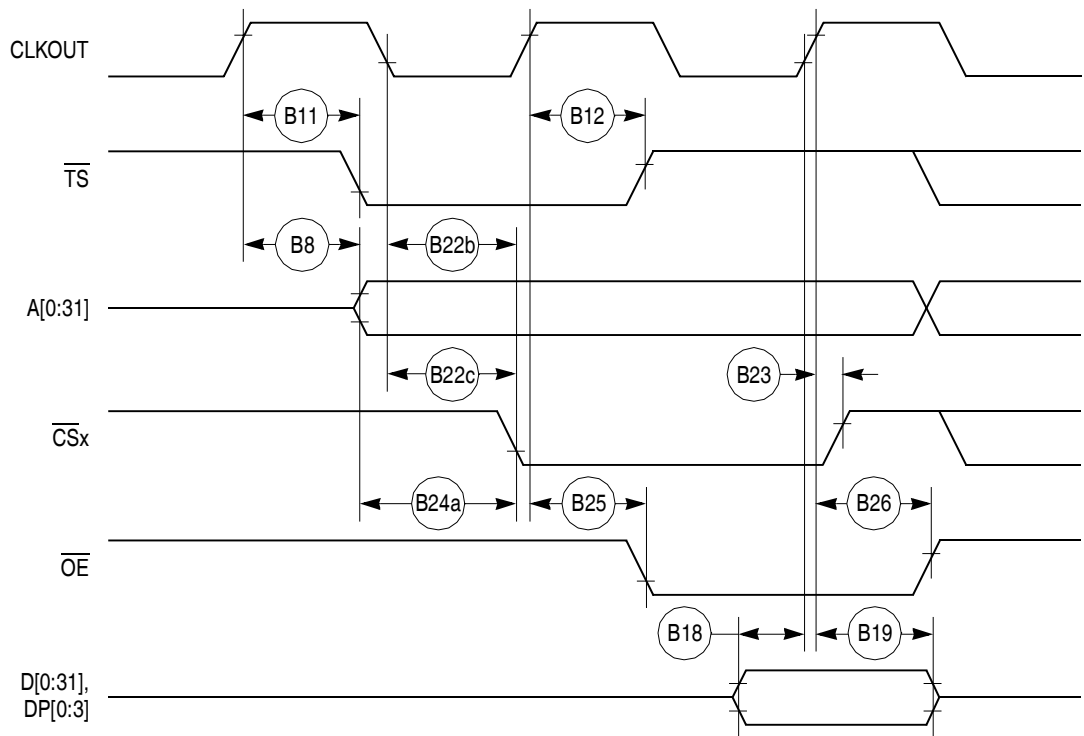 CLKOUT
B11
B12
TS
B8
B22b
A[0:31]
B22c
B23
CSx
B24a
B25
B26
OE
B18
B19
D[0:31],
DP[0:3]